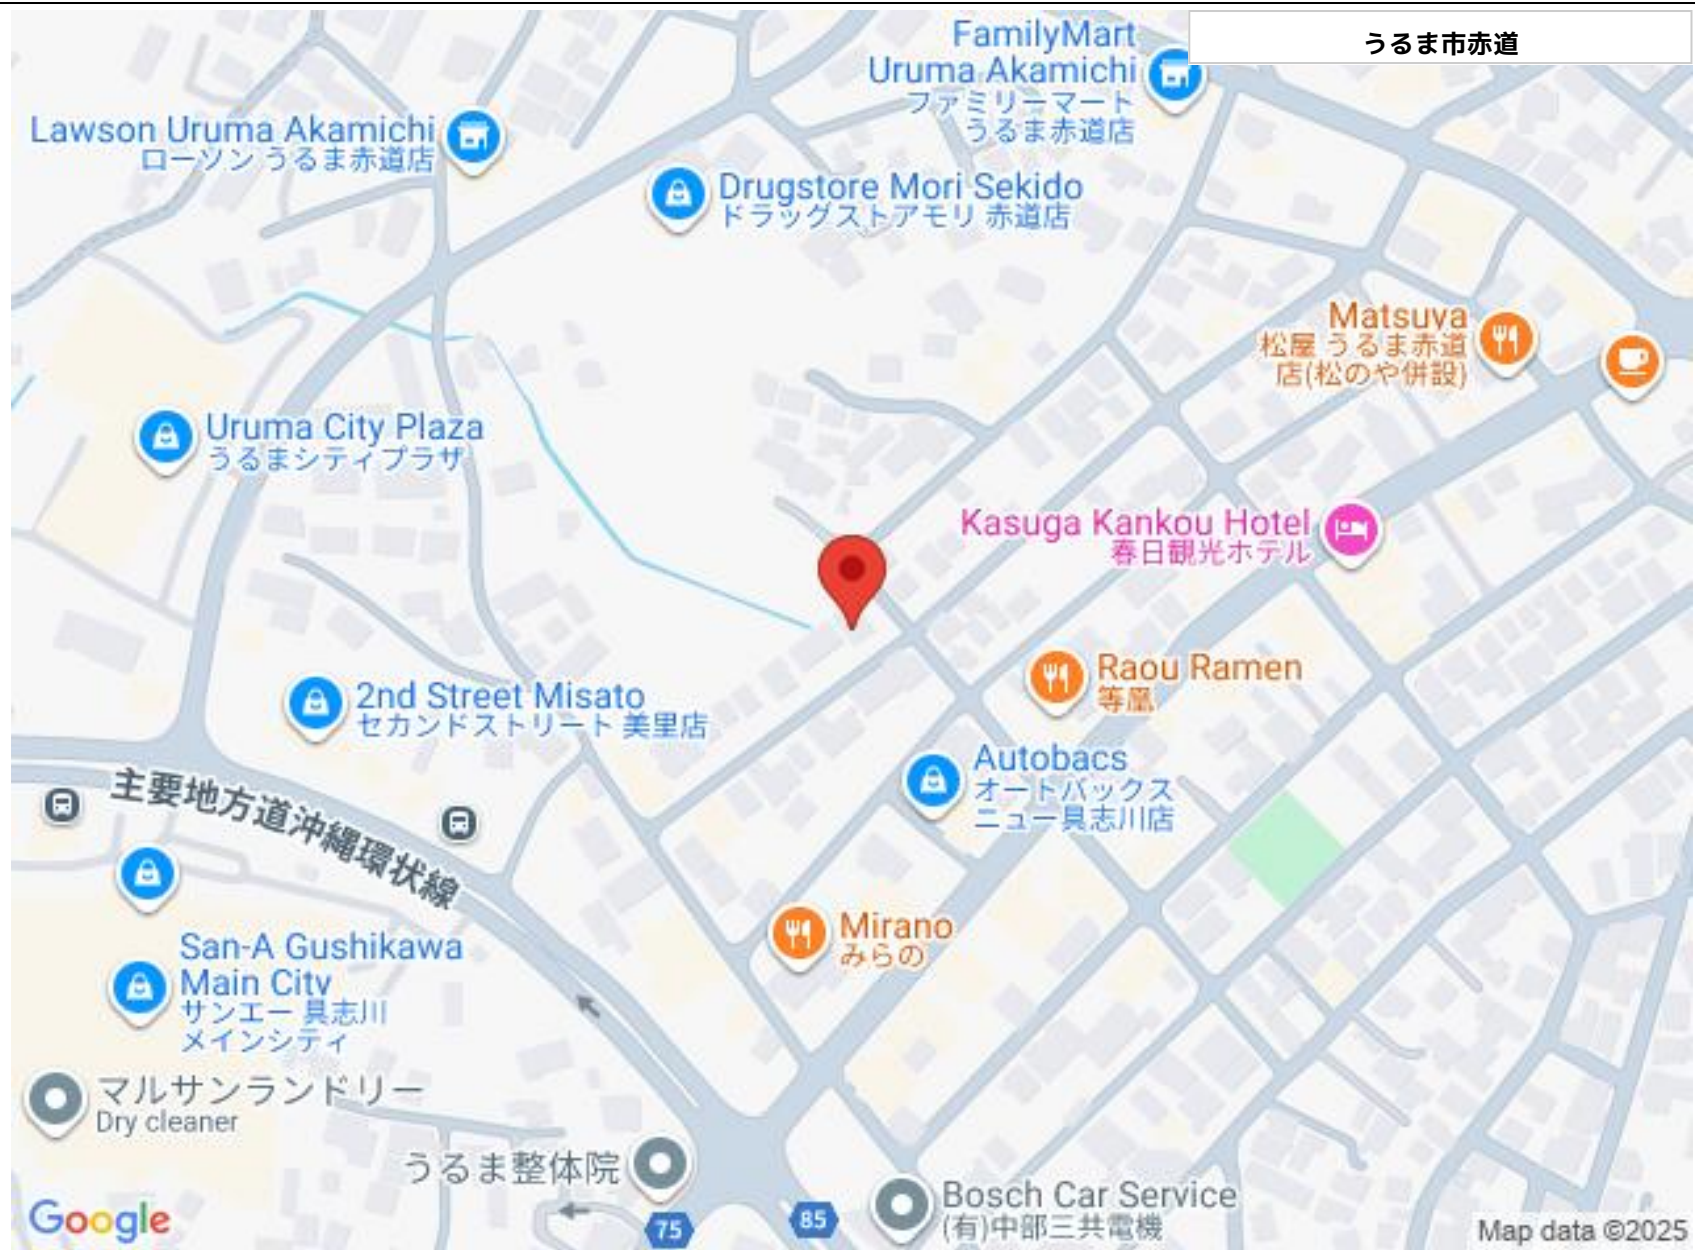 うるま市赤道
FamilyMart
Uruma Akamichi
ファミリーマート
うるま赤道店
Lawson Uruma Akamichi
ローソン うるま赤道店
Drugstore Mori Sekido
ドラッグストアモリ 赤道店
Matsuya
松屋 うるま赤道
店(松のや併設)
Uruma City Plaza
うるまシティプラザ
Kasuga Kankou Hotel
春日観光ホテル
Raou Ramen
等凰
2nd Street Misato
セカンドストリート 美里店
Autobacs
オートバックス
ニュー具志川店
主要地方道沖縄環状線
Mirano
みらの
San-A Gushikawa
Main City
サンエー 具志川
メインシティ
マルサンランドリー
Dry cleaner
うるま整体院
Bosch Car Service
(有)中部三共電機
75
85
Google
Map data ©2025